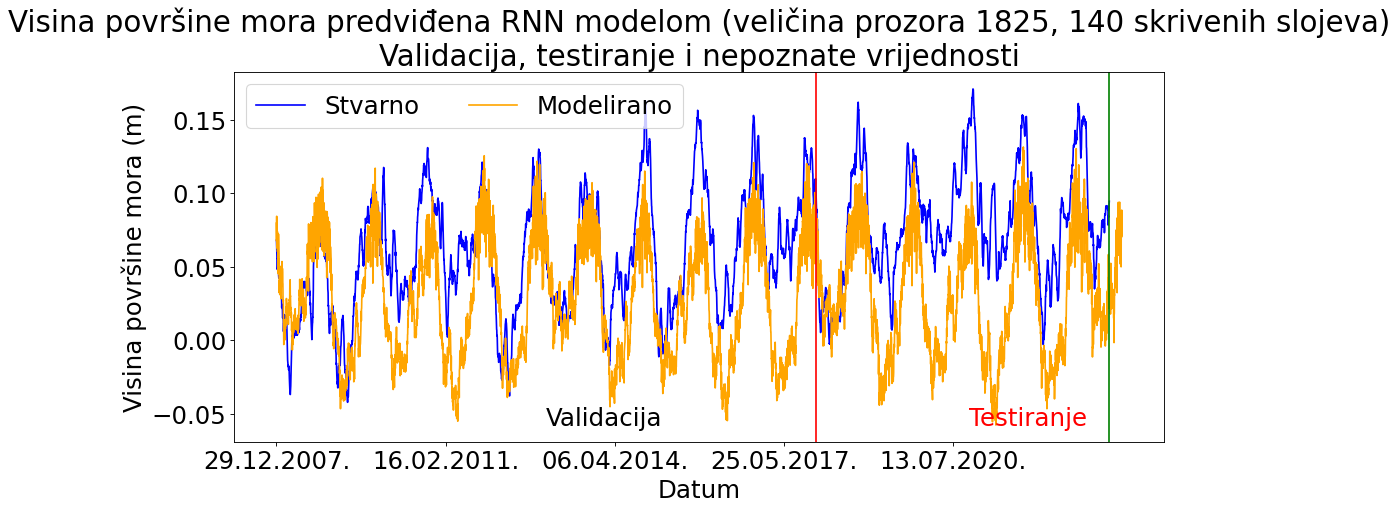 Visina površine mora predviđena RNN modelom (veličina prozora 1825, 140 skrivenih slojeva)
Validacija, testiranje i nepoznate vrijednosti
Stvarno
Modelirano
Visina površine mora (m)
0.15
0.10
0.05
0.00
−0.05
Validacija
Testiranje
29.12.2007.
16.02.2011.
06.04.2014.
25.05.2017.
13.07.2020.
Datum